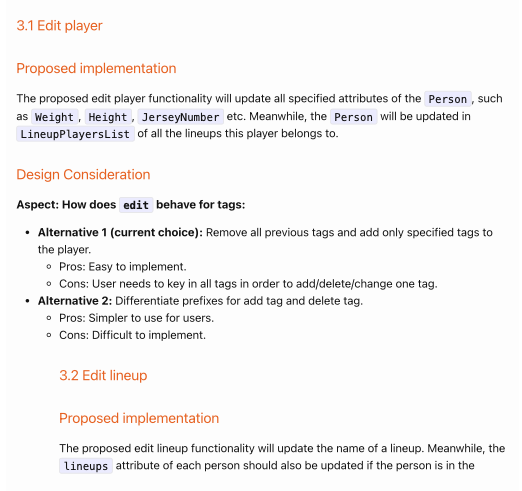 3.1 Edit player
Proposed implementation
The proposed edit player functionality will update all specified attributes of the Person, such
as Weight, Height, JerseyNumber etc. Meanwhile, the Person will be updated in
LineupPlayersList of all the lineups this player belongs to.
Design Consideration
Aspect: How does edit behave for tags:
• Alternative 1 (current choice): Remove all previous tags and add only specified tags to
the player.
◦ Pros: Easy to implement.
◦ Cons: User needs to key in all tags in order to add/delete/change one tag.
• Alternative 2: Differentiate prefixes for add tag and delete tag.
◦ Pros: Simpler to use for users.
◦ Cons: Difficult to implement.
3.2 Edit lineup
Proposed implementation
The proposed edit lineup functionality will update the name of a lineup. Meanwhile, the
lineups attribute of each person should also be updated if the person is in the